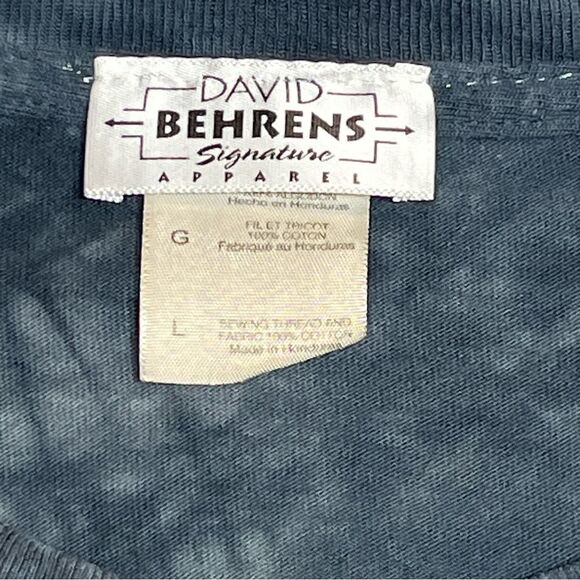 DAVID
BEHRENS
Signature
APPAREL
ALGODON
Hecho en Honduras
G
FIL ET TRICOT
100% COTON
Fabriqué au Honduras
L
SEWING THREAD AND
FABRIC 100% COTTON
Made in Honduras